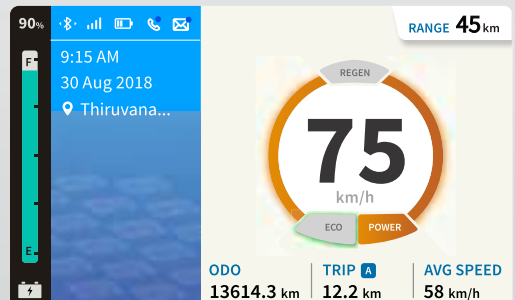 90%
F
E
9:15 AM
30 Aug 2018
Thiruvana...
RANGE 45 km
REGEN
75
km/h
ECO
POWER
ODO
13614.3 km
TRIP A
12.2 km
AVG SPEED
58 km/h